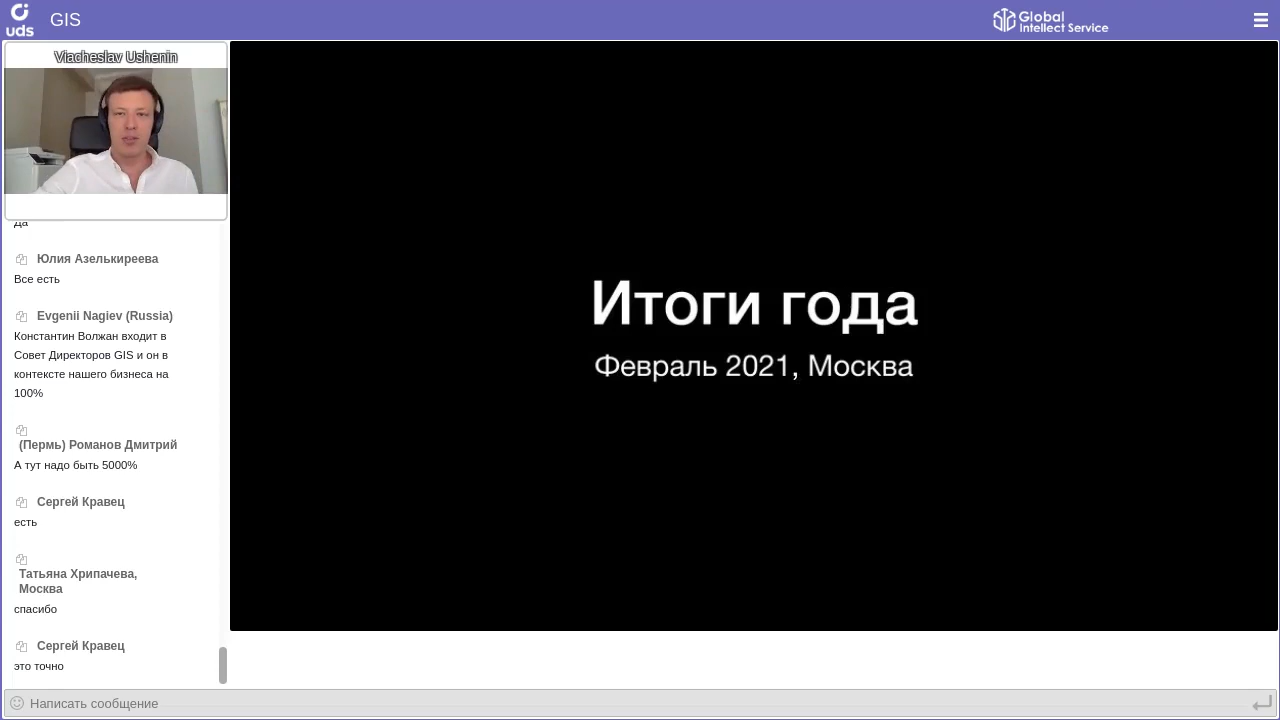 uds
GIS
Global
Intellect Service
Viacheslav Ushenin
Да
Юлия Азелькиреева
Все есть
Evgenii Nagiev (Russia)
Константин Волжан входит в
Совет Директоров GIS и он в
контексте нашего бизнеса на
100%
(Пермь) Романов Дмитрий
А тут надо быть 5000%
Сергей Кравец
есть
Татьяна Хрипачева,
Москва
спасибо
Сергей Кравец
это точно
Итоги года
Февраль 2021, Москва
Написать сообщение